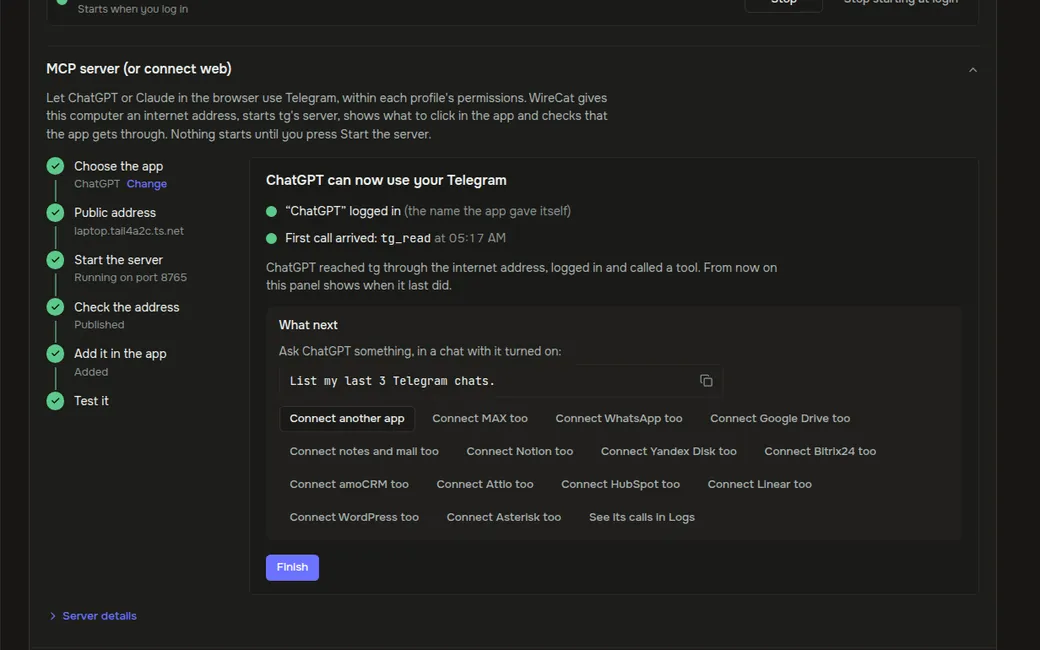 Starts when you log in
Stop
Stop starting at login
MCP server (or connect web)
Let ChatGPT or Claude in the browser use Telegram, within each profile's permissions. WireCat gives
this computer an internet address, starts tg's server, shows what to click in the app and checks that
the app gets through. Nothing starts until you press Start the server.
Choose the app
ChatGPT Change
Public address
laptop.tail4a2c.ts.net
Start the server
Running on port 8765
Check the address
Published
Add it in the app
Added
Test it
ChatGPT can now use your Telegram
“ChatGPT” logged in (the name the app gave itself)
First call arrived: tg_read at 05:17 AM
ChatGPT reached tg through the internet address, logged in and called a tool. From now on
this panel shows when it last did.
What next
Ask ChatGPT something, in a chat with it turned on:
List my last 3 Telegram chats.
Connect another app Connect MAX too Connect WhatsApp too Connect Google Drive too
Connect notes and mail too Connect Notion too Connect Yandex Disk too Connect Bitrix24 too
Connect amoCRM too Connect Attio too Connect HubSpot too Connect Linear too
Connect WordPress too Connect Asterisk too See its calls in Logs
Finish
Server details